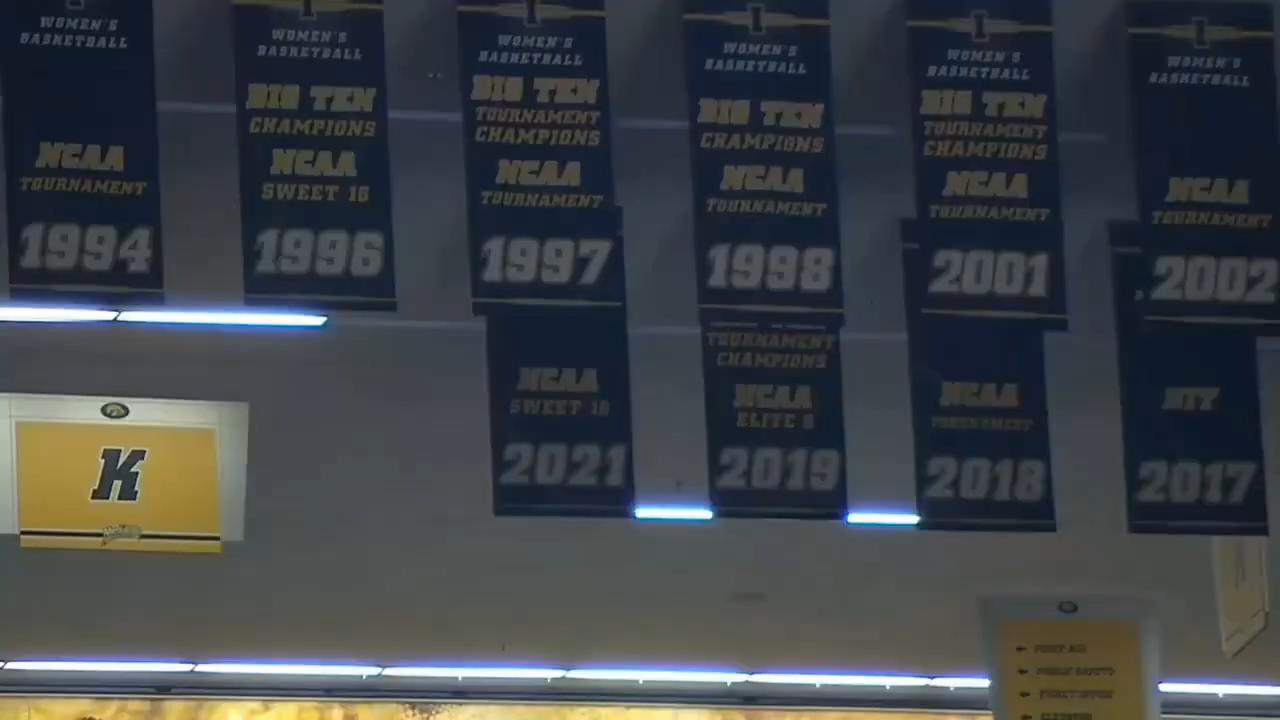 WOMEN'S
BASKETBALL
NCAA
TOURNAMENT
1994
I
WOMEN'S
BASKETBALL
BIG TEN
CHAMPIONS
NCAA
SWEET 16
1996
I
WOMEN'S
BASKETBALL
BIG TEN
TOURNAMENT
CHAMPIONS
NCAA
TOURNAMENT
1997
I
WOMEN'S
BASKETBALL
BIG TEN
CHAMPIONS
NCAA
TOURNAMENT
1998
I
WOMEN'S
BASKETBALL
BIG TEN
TOURNAMENT
CHAMPIONS
NCAA
TOURNAMENT
2001
I
WOMEN'S
BASKETBALL
NCAA
TOURNAMENT
2002
NCAA
SWEET 16
2021
TOURNAMENT
CHAMPIONS
NCAA
ELITE 8
2019
NCAA
TOURNAMENT
2018
2017
K